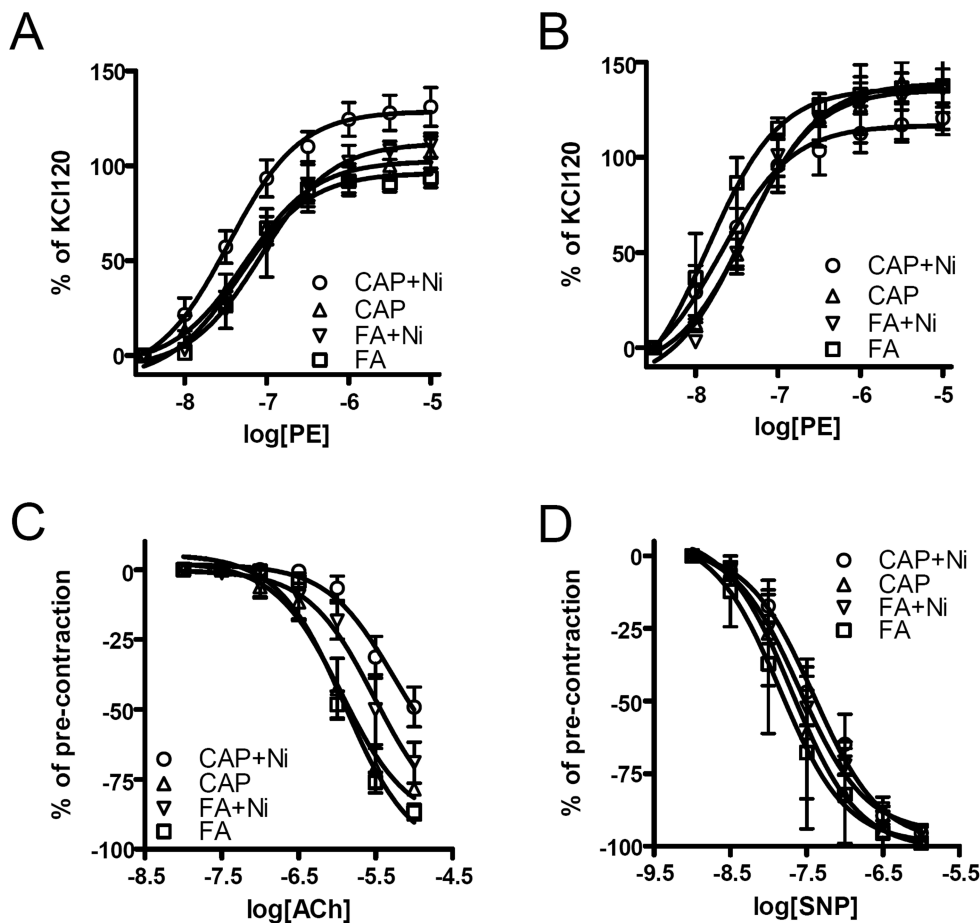 A
150
100
50
0
% of KCl120
CAP+Ni
CAP
FA+Ni
FA
-8 -7 -6 -5
log[PE]
B
150
100
50
0
% of KCl120
CAP+Ni
CAP
FA+Ni
FA
-8 -7 -6 -5
log[PE]
C
0
-25
-50
-75
-100
% of pre-contraction
CAP+Ni
CAP
FA+Ni
FA
-8.5 -7.5 -6.5 -5.5 -4.5
log[ACh]
D
0
-25
-50
-75
-100
% of pre-contraction
CAP+Ni
CAP
FA+Ni
FA
-9.5 -8.5 -7.5 -6.5 -5.5
log[SNP]